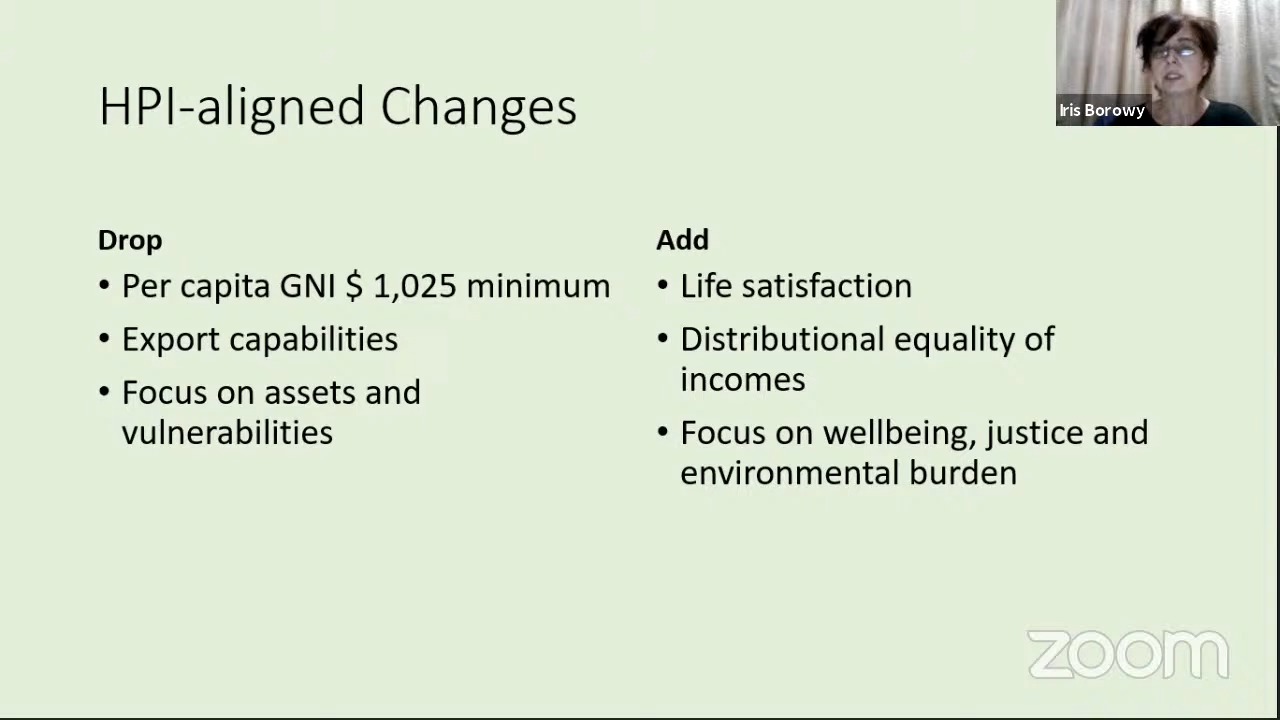 HPI-aligned Changes
Iris Borowy
Drop
• Per capita GNI $ 1,025 minimum
• Export capabilities
• Focus on assets and
vulnerabilities
Add
• Life satisfaction
• Distributional equality of
incomes
• Focus on wellbeing, justice and
environmental burden
zoom